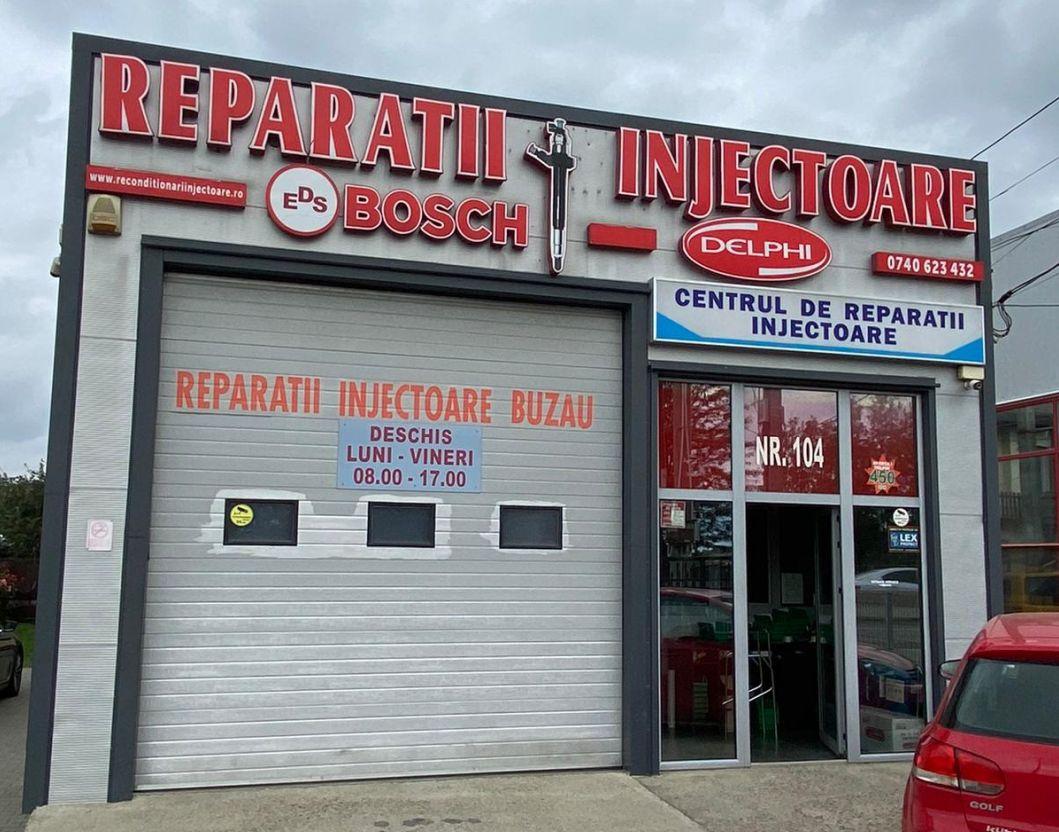 REPARATII INJECTOARE
www.reconditionariinjectoare.ro
EDS BOSCH
DELPHI
0740 623 432
CENTRUL DE REPARATII
INJECTOARE
REPARATII INJECTOARE BUZAU
DESCHIS
LUNI - VINERI
08.00 - 17.00
NR. 104
450
LEX
GOLF